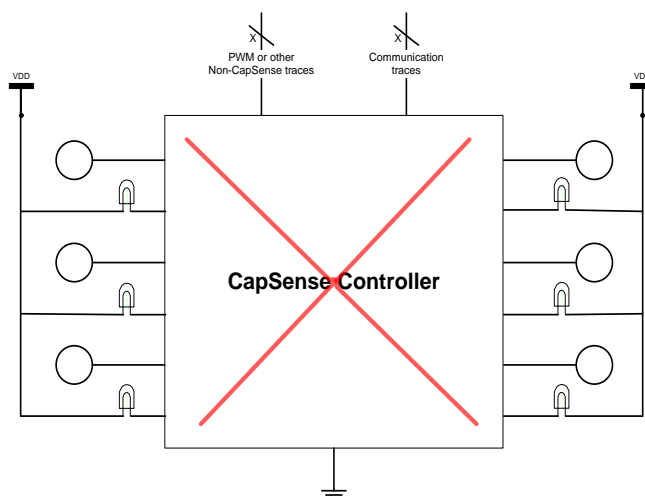 X
PWM or other
Non-CapSense traces
X
Communication
traces
VDD
VD
CapSense Controller